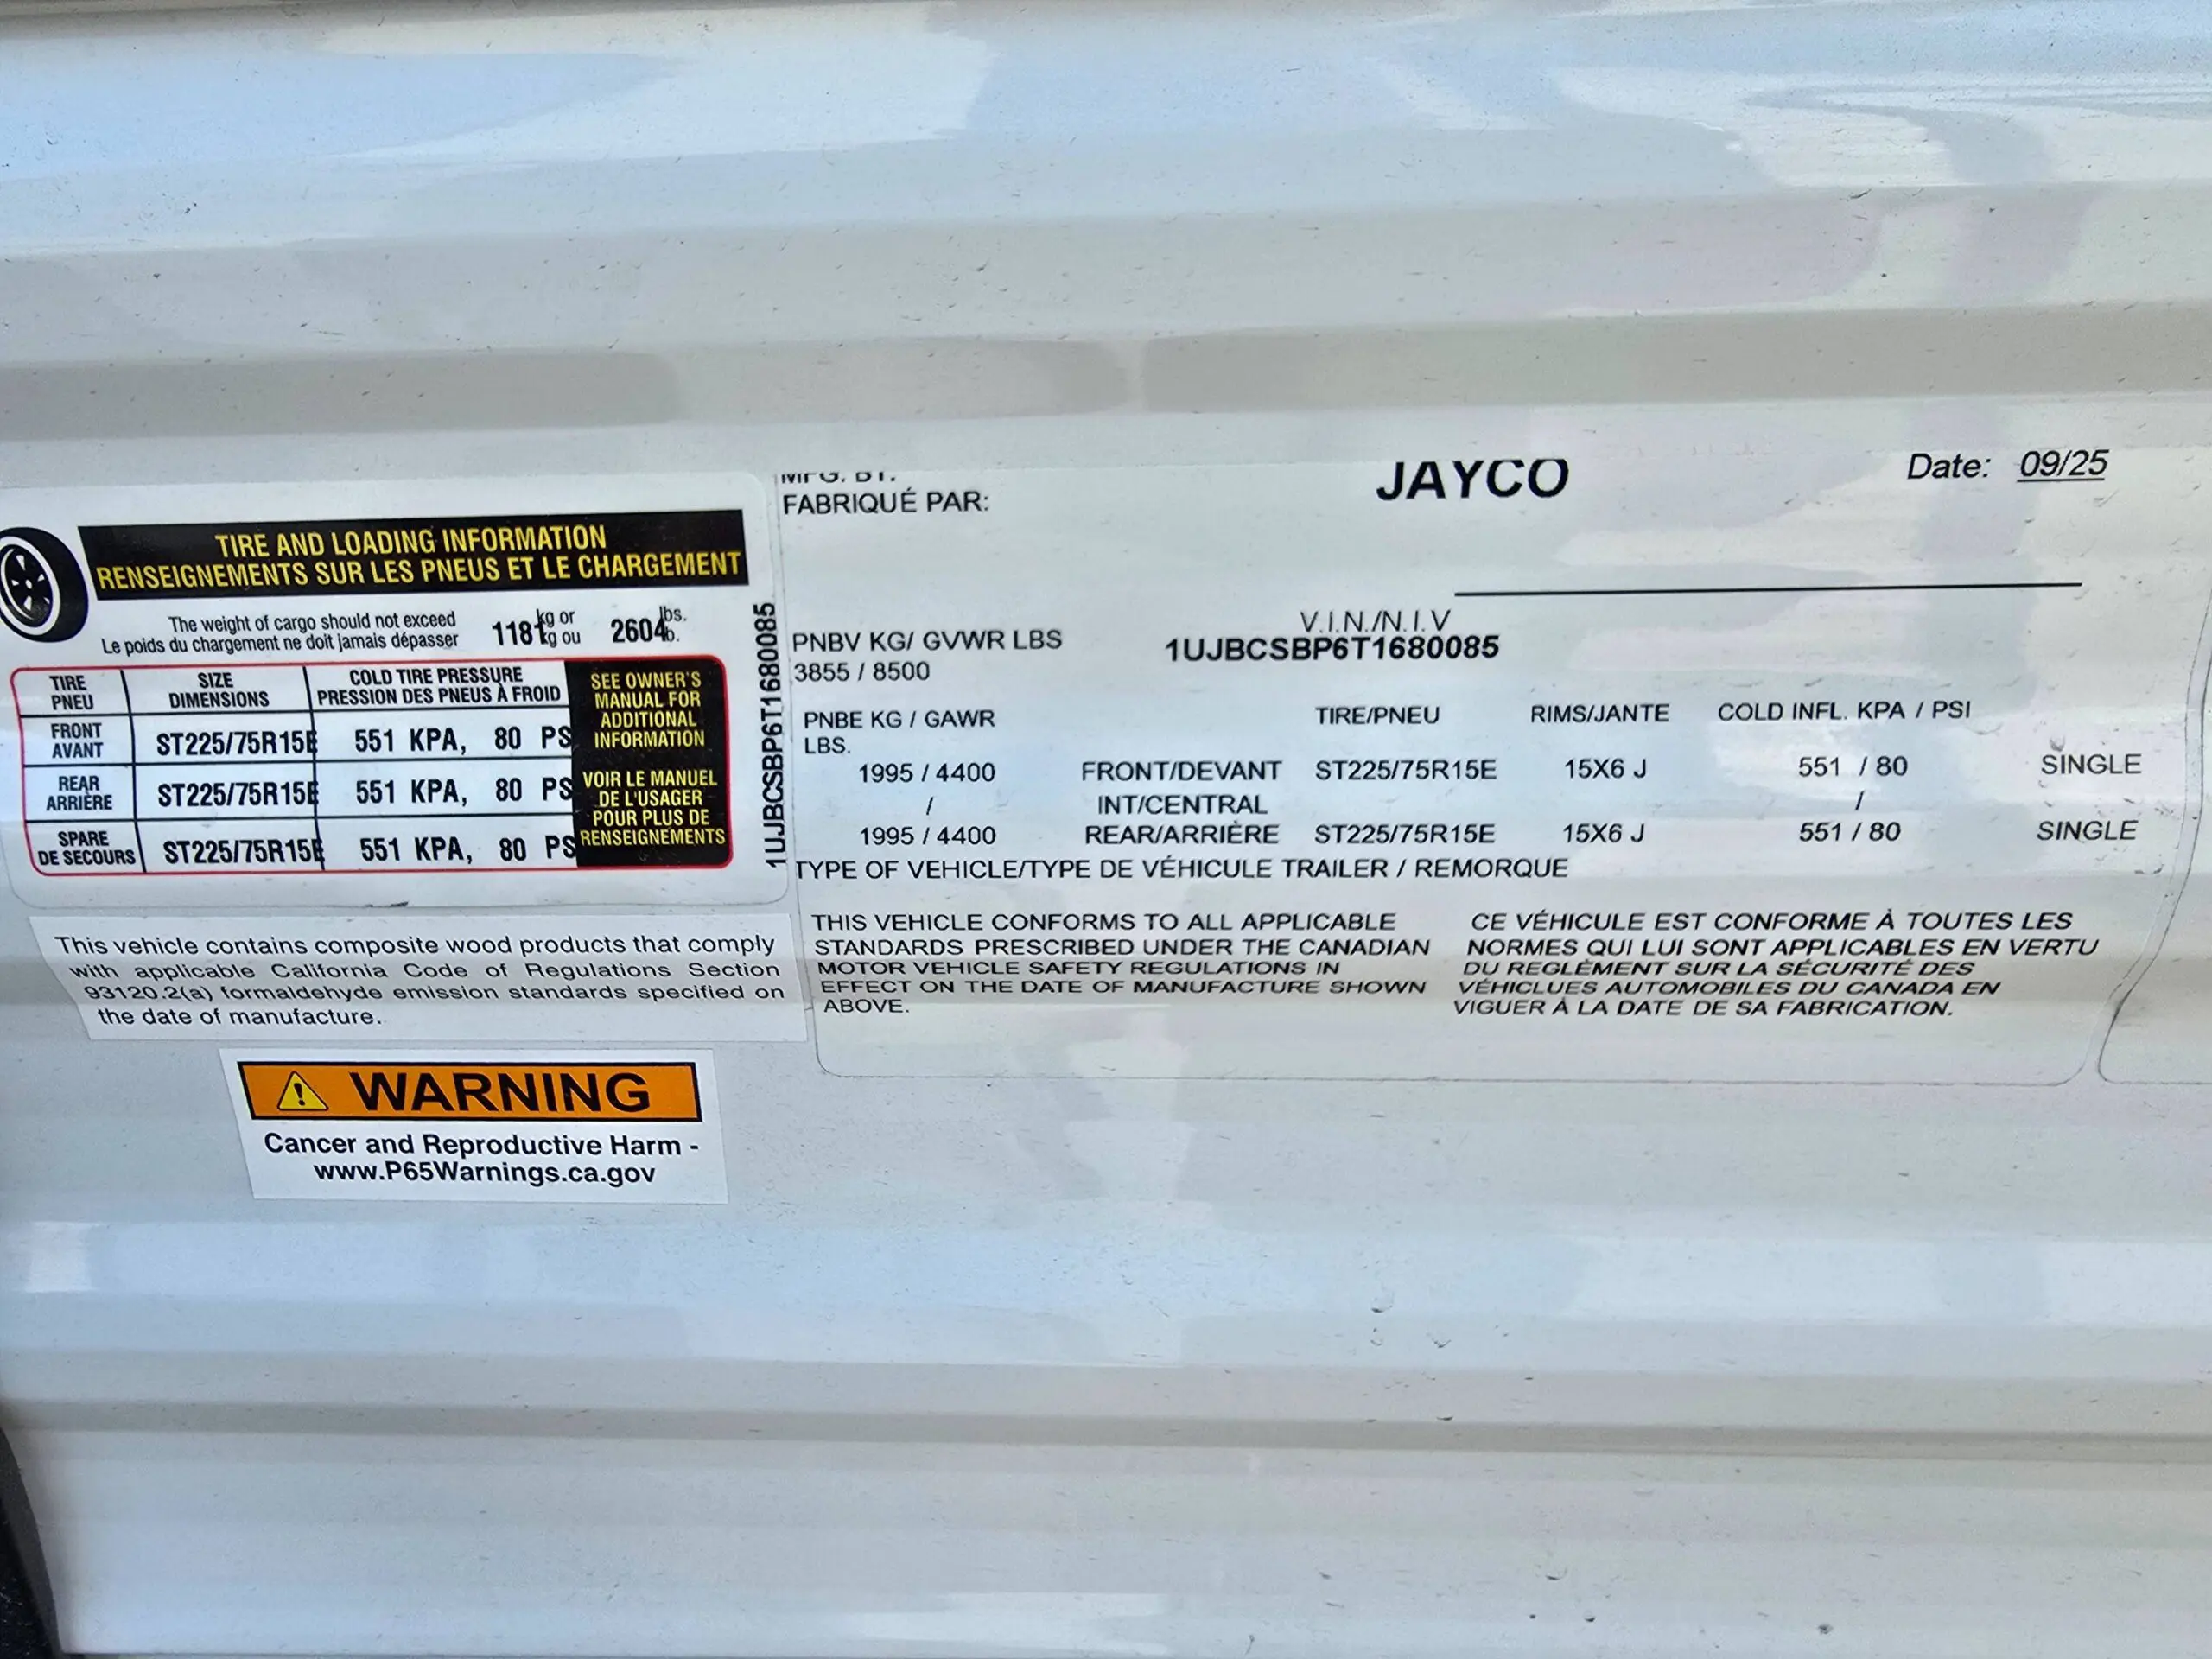 TIRE AND LOADING INFORMATION
RENSEIGNEMENTS SUR LES PNEUS ET LE CHARGEMENT
The weight of cargo should not exceed 1181 kg or 2604 lbs.
Le poids du chargement ne doit jamais dépasser kg ou lb.
TIRE SIZE COLD TIRE PRESSURE
PNEU DIMENSIONS PRESSION DES PNEUS À FROID
FRONT
AVANT ST225/75R15E 551 KPA, 80 PS
REAR
ARRIÈRE ST225/75R15E 551 KPA, 80 PS
SPARE
DE SECOURS ST225/75R15E 551 KPA, 80 PS
SEE OWNER'S
MANUAL FOR
ADDITIONAL
INFORMATION
VOIR LE MANUEL
DE L'USAGER
POUR PLUS DE
RENSEIGNEMENTS
1UJBCSBP6T1680085
This vehicle contains composite wood products that comply
with applicable California Code of Regulations Section
93120.2(a) formaldehyde emission standards specified on
the date of manufacture.
WARNING
Cancer and Reproductive Harm -
www.P65Warnings.ca.gov
MFG. BY:
FABRIQUÉ PAR:
JAYCO
Date: 09/25
V.I.N./N.I.V
1UJBCSBP6T1680085
PNBV KG/ GVWR LBS
3855 / 8500
PNBE KG / GAWR
LBS.
TIRE/PNEU RIMS/JANTE COLD INFL. KPA / PSI
1995 / 4400 FRONT/DEVANT ST225/75R15E 15X6 J 551 / 80 SINGLE
/ INT/CENTRAL /
1995 / 4400 REAR/ARRIÈRE ST225/75R15E 15X6 J 551 / 80 SINGLE
TYPE OF VEHICLE/TYPE DE VÉHICULE TRAILER / REMORQUE
THIS VEHICLE CONFORMS TO ALL APPLICABLE
STANDARDS PRESCRIBED UNDER THE CANADIAN
MOTOR VEHICLE SAFETY REGULATIONS IN
EFFECT ON THE DATE OF MANUFACTURE SHOWN
ABOVE.
CE VÉHICULE EST CONFORME À TOUTES LES
NORMES QUI LUI SONT APPLICABLES EN VERTU
DU REGLÈMENT SUR LA SÉCURITÉ DES
VÉHICLUES AUTOMOBILES DU CANADA EN
VIGUER À LA DATE DE SA FABRICATION.